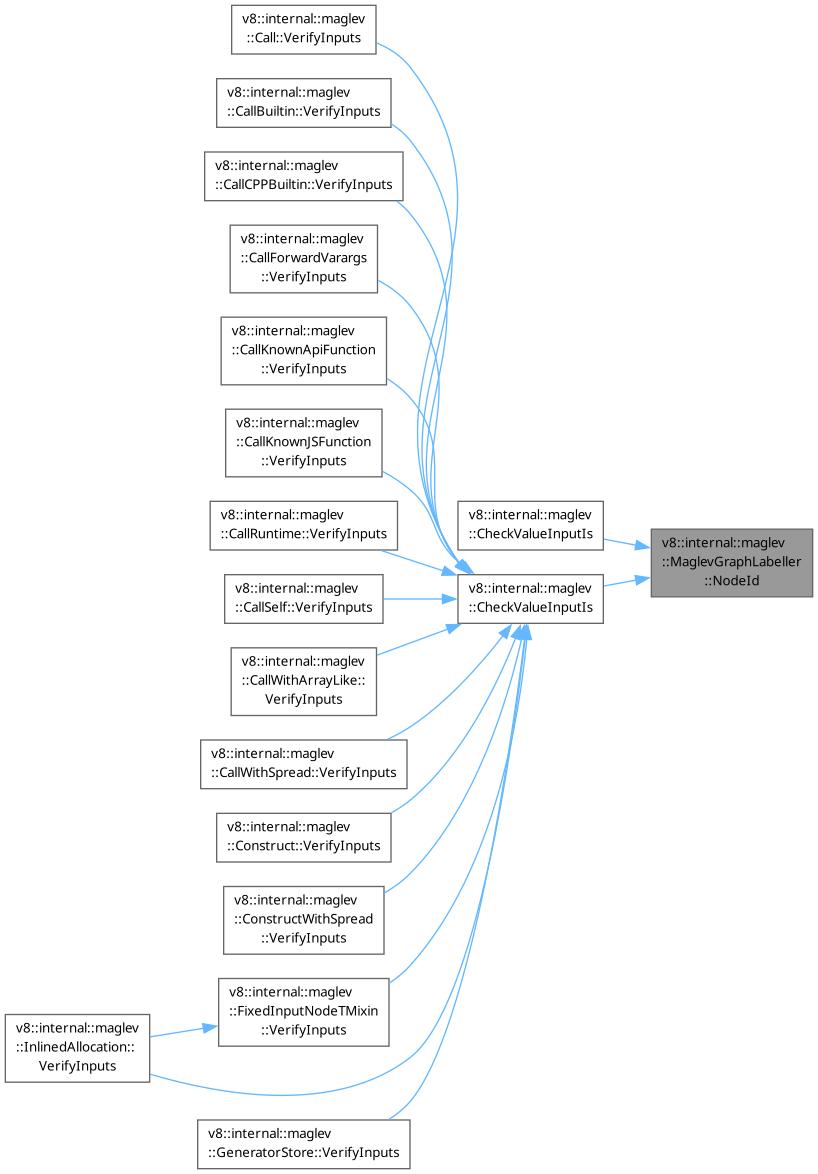 v8::internal::maglev
::Call::VerifyInputs
v8::internal::maglev
::CallBuiltin::VerifyInputs
v8::internal::maglev
::CallCPPBuiltin::VerifyInputs
v8::internal::maglev
::CallForwardVarargs
::VerifyInputs
v8::internal::maglev
::CallKnownApiFunction
::VerifyInputs
v8::internal::maglev
::CallKnownJSFunction
::VerifyInputs
v8::internal::maglev
::CallRuntime::VerifyInputs
v8::internal::maglev
::CheckValueInputIs
v8::internal::maglev
::MaglevGraphLabeller
::NodeId
v8::internal::maglev
::CallSelf::VerifyInputs
v8::internal::maglev
::CheckValueInputIs
v8::internal::maglev
::CallWithArrayLike::
VerifyInputs
v8::internal::maglev
::CallWithSpread::VerifyInputs
v8::internal::maglev
::Construct::VerifyInputs
v8::internal::maglev
::ConstructWithSpread
::VerifyInputs
v8::internal::maglev
::FixedInputNodeTMixin
::VerifyInputs
v8::internal::maglev
::InlinedAllocation::
VerifyInputs
v8::internal::maglev
::GeneratorStore::VerifyInputs